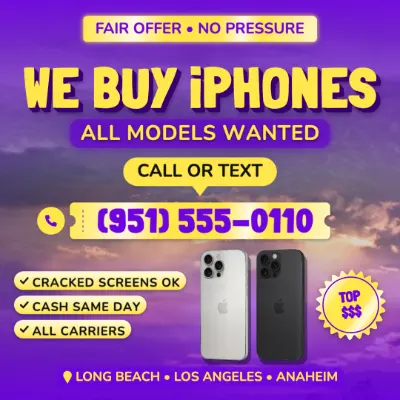 FAIR OFFER • NO PRESSURE
WE BUY iPHONES
ALL MODELS WANTED
CALL OR TEXT
(951) 555-0110
CRACKED SCREENS OK
CASH SAME DAY
ALL CARRIERS
TOP
$$$
LONG BEACH • LOS ANGELES • ANAHEIM